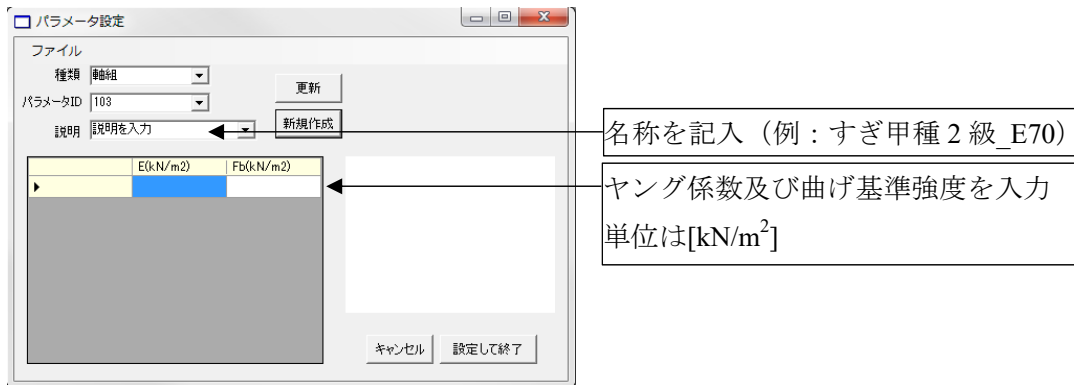 パラメータ設定
ファイル
種類 軸組
更新
パラメータID 103
説明 説明を入力
新規作成
名称を記入（例：すぎ甲種 2 級_E70）
E(kN/m2) Fb(kN/m2)
ヤング係数及び曲げ基準強度を入力
単位は[kN/m²]
キャンセル 設定して終了